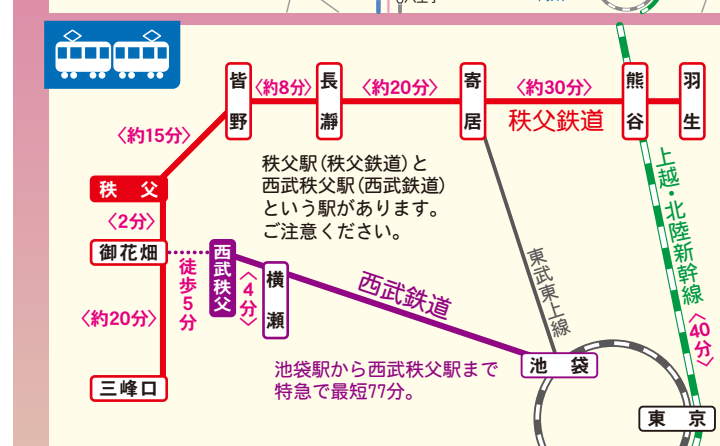 皆野
〈約8分〉
長瀞
〈約20分〉
寄居
〈約30分〉
熊谷
羽生
秩父鉄道
〈約15分〉
秩父
〈2分〉
御花畑
〈約20分〉
三峰口
徒歩5分
西武秩父
〈4分〉
横瀬
秩父駅(秩父鉄道)と
西武秩父駅(西武鉄道)
という駅があります。
ご注意ください。
西武鉄道
東武東上線
上越・北陸新幹線
〈40分〉
池袋駅から西武秩父駅まで
特急で最短77分。
池袋
東京